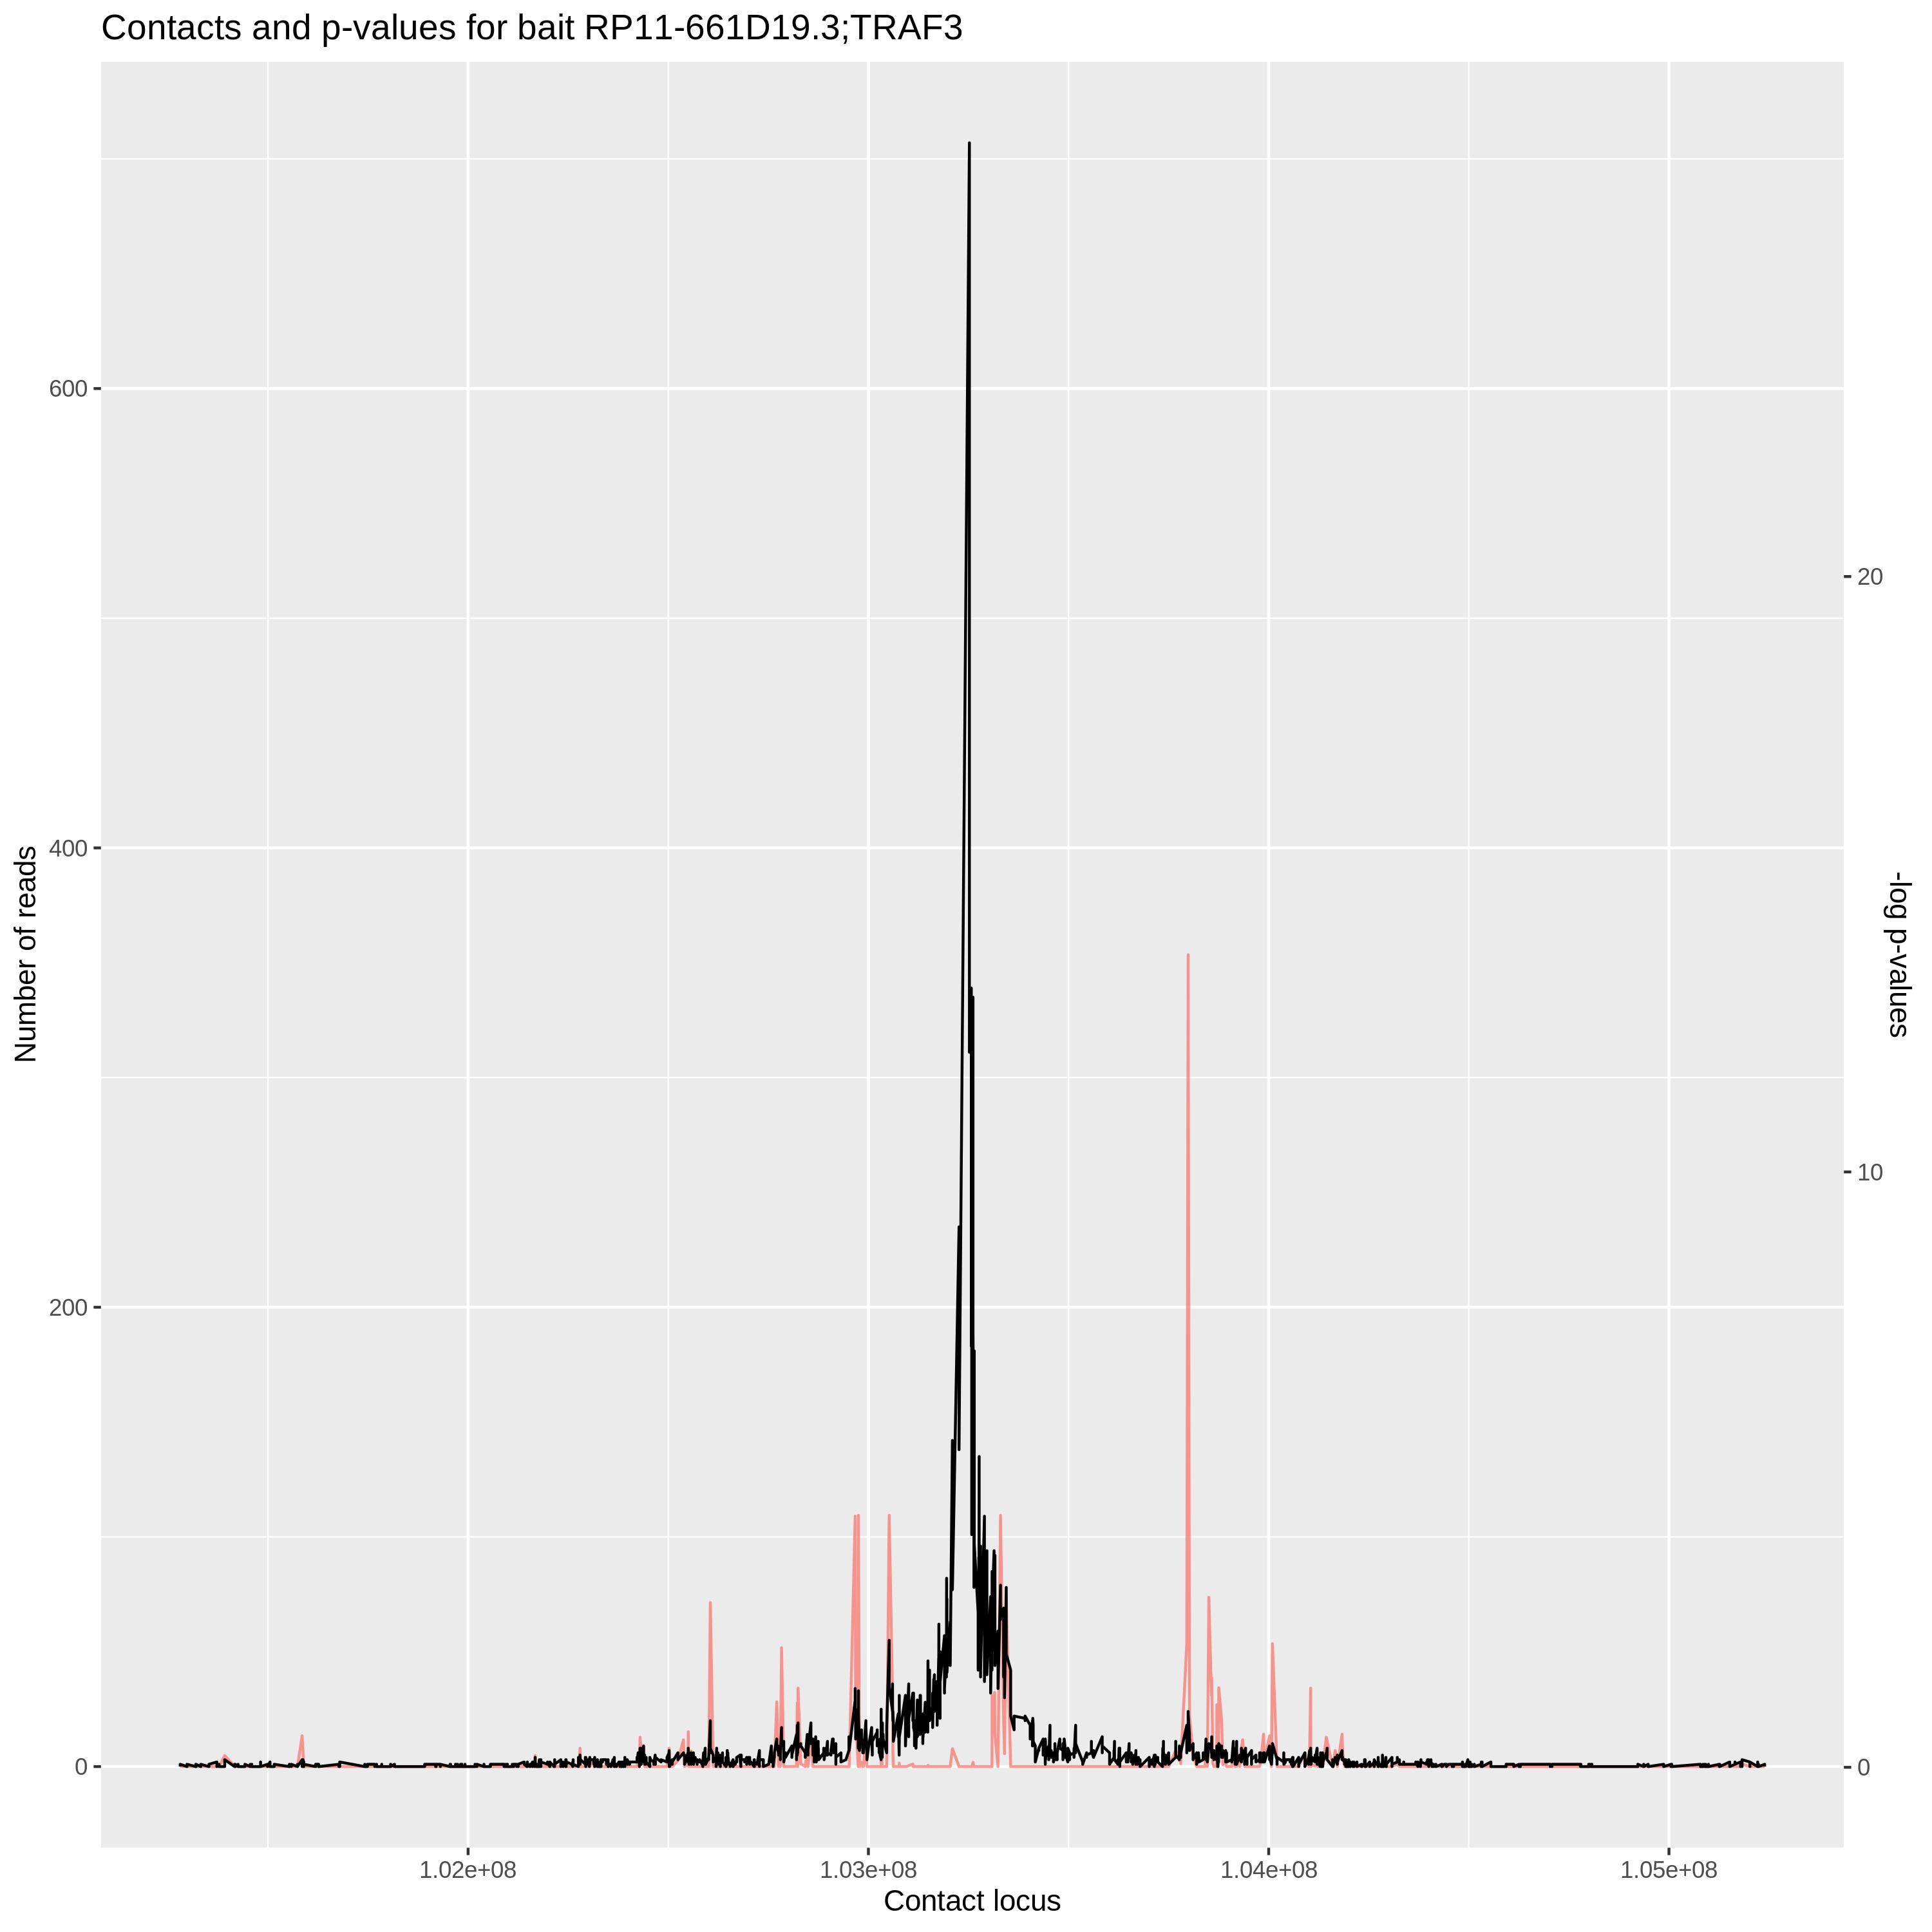 Contacts and p-values for bait RP11-661D19.3;TRAF3
Number of reads
600
400
200
0
-log p-values
20
10
0
1.02e+08
1.03e+08
1.04e+08
1.05e+08
Contact locus